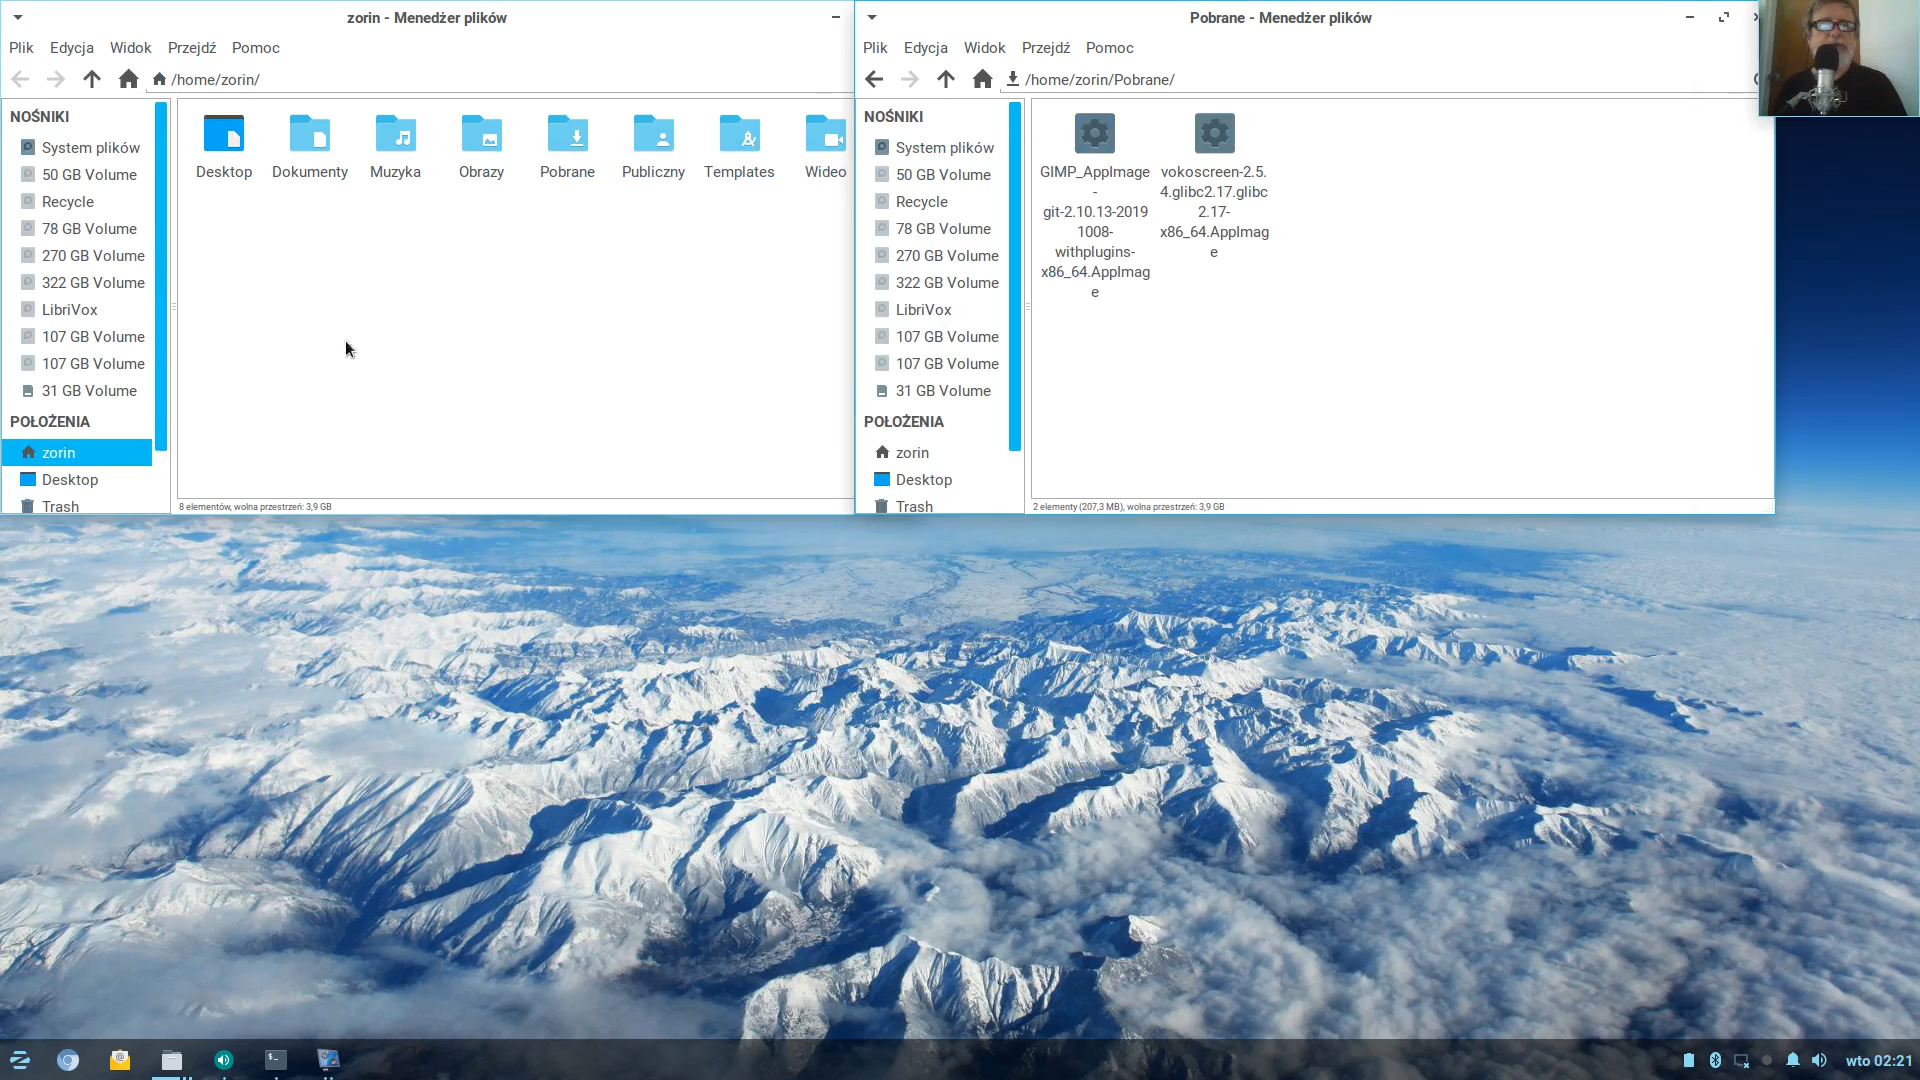 zorin - Menedżer plików
Plik Edycja Widok Przejdź Pomoc
/home/zorin/
NOŚNIKI
System plików
50 GB Volume
Recycle
78 GB Volume
270 GB Volume
322 GB Volume
LibriVox
107 GB Volume
107 GB Volume
31 GB Volume
POŁOŻENIA
zorin
Desktop
Trash
Desktop Dokumenty Muzyka Obrazy Pobrane Publiczny Templates Wideo
8 elementów, wolna przestrzeń: 3,9 GB
Pobrane - Menedżer plików
Plik Edycja Widok Przejdź Pomoc
/home/zorin/Pobrane/
NOŚNIKI
System plików
50 GB Volume
Recycle
78 GB Volume
270 GB Volume
322 GB Volume
LibriVox
107 GB Volume
107 GB Volume
31 GB Volume
POŁOŻENIA
zorin
Desktop
Trash
GIMP_AppImage
-
git-2.10.13-2019
1008-
withplugins-
x86_64.AppImag
e
vokoscreen-2.5.
4.glibc2.17.glibc
2.17-
x86_64.AppImag
e
2 elementy (207,3 MB), wolna przestrzeń: 3,9 GB
wto 02:21